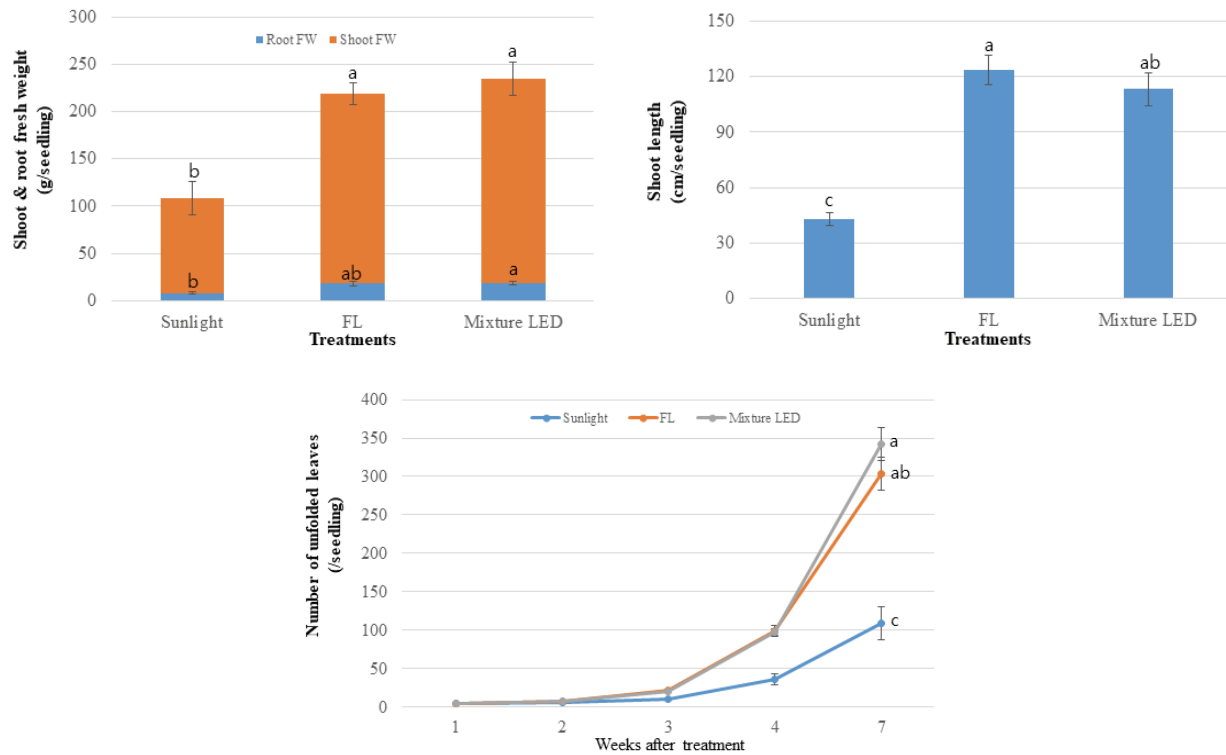 Shoot & root fresh weight
(g/seedling)
300
250
200
150
100
50
0
Root FW
Shoot FW
b
a
a
b
ab
a
Sunlight
FL
Mixture LED
Treatments
Shoot length
(cm/seedling)
150
120
90
60
30
0
c
a
ab
Sunlight
FL
Mixture LED
Treatments
Number of unfolded leaves
(/seedling)
400
350
300
250
200
150
100
50
0
Sunlight
FL
Mixture LED
a
ab
c
1
2
3
4
7
Weeks after treatment